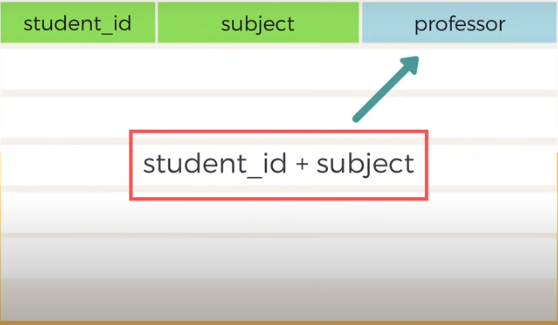 student_id subject professor
student_id + subject